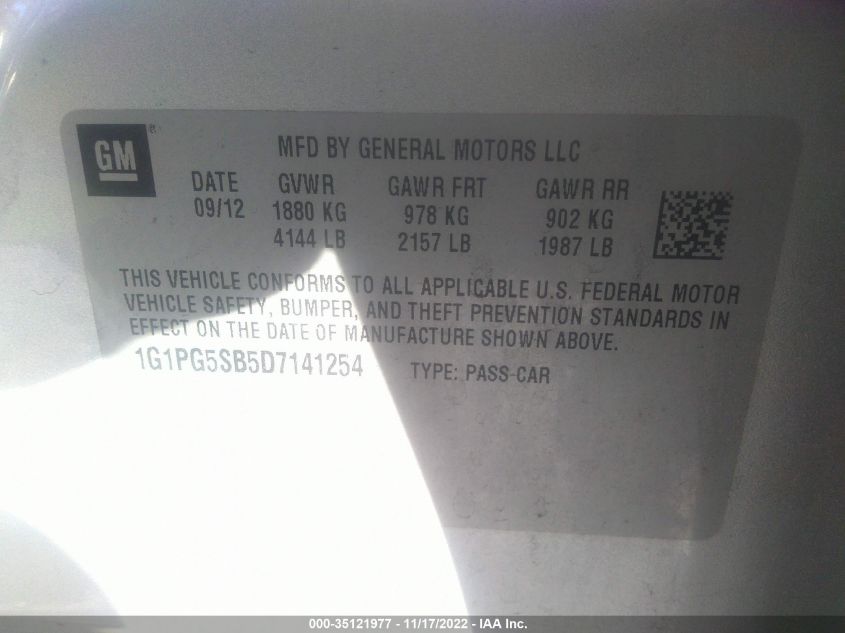 GM
MFD BY GENERAL MOTORS LLC
DATE GVWR GAWR FRT GAWR RR
09/12 1880 KG 978 KG 902 KG
4144 LB 2157 LB 1987 LB
THIS VEHICLE CONFORMS TO ALL APPLICABLE U.S. FEDERAL MOTOR
VEHICLE SAFETY, BUMPER, AND THEFT PREVENTION STANDARDS IN
EFFECT ON THE DATE OF MANUFACTURE SHOWN ABOVE.
1G1PG5SB5D7141254 TYPE: PASS-CAR
000-35121977 - 11/17/2022 - IAA Inc.